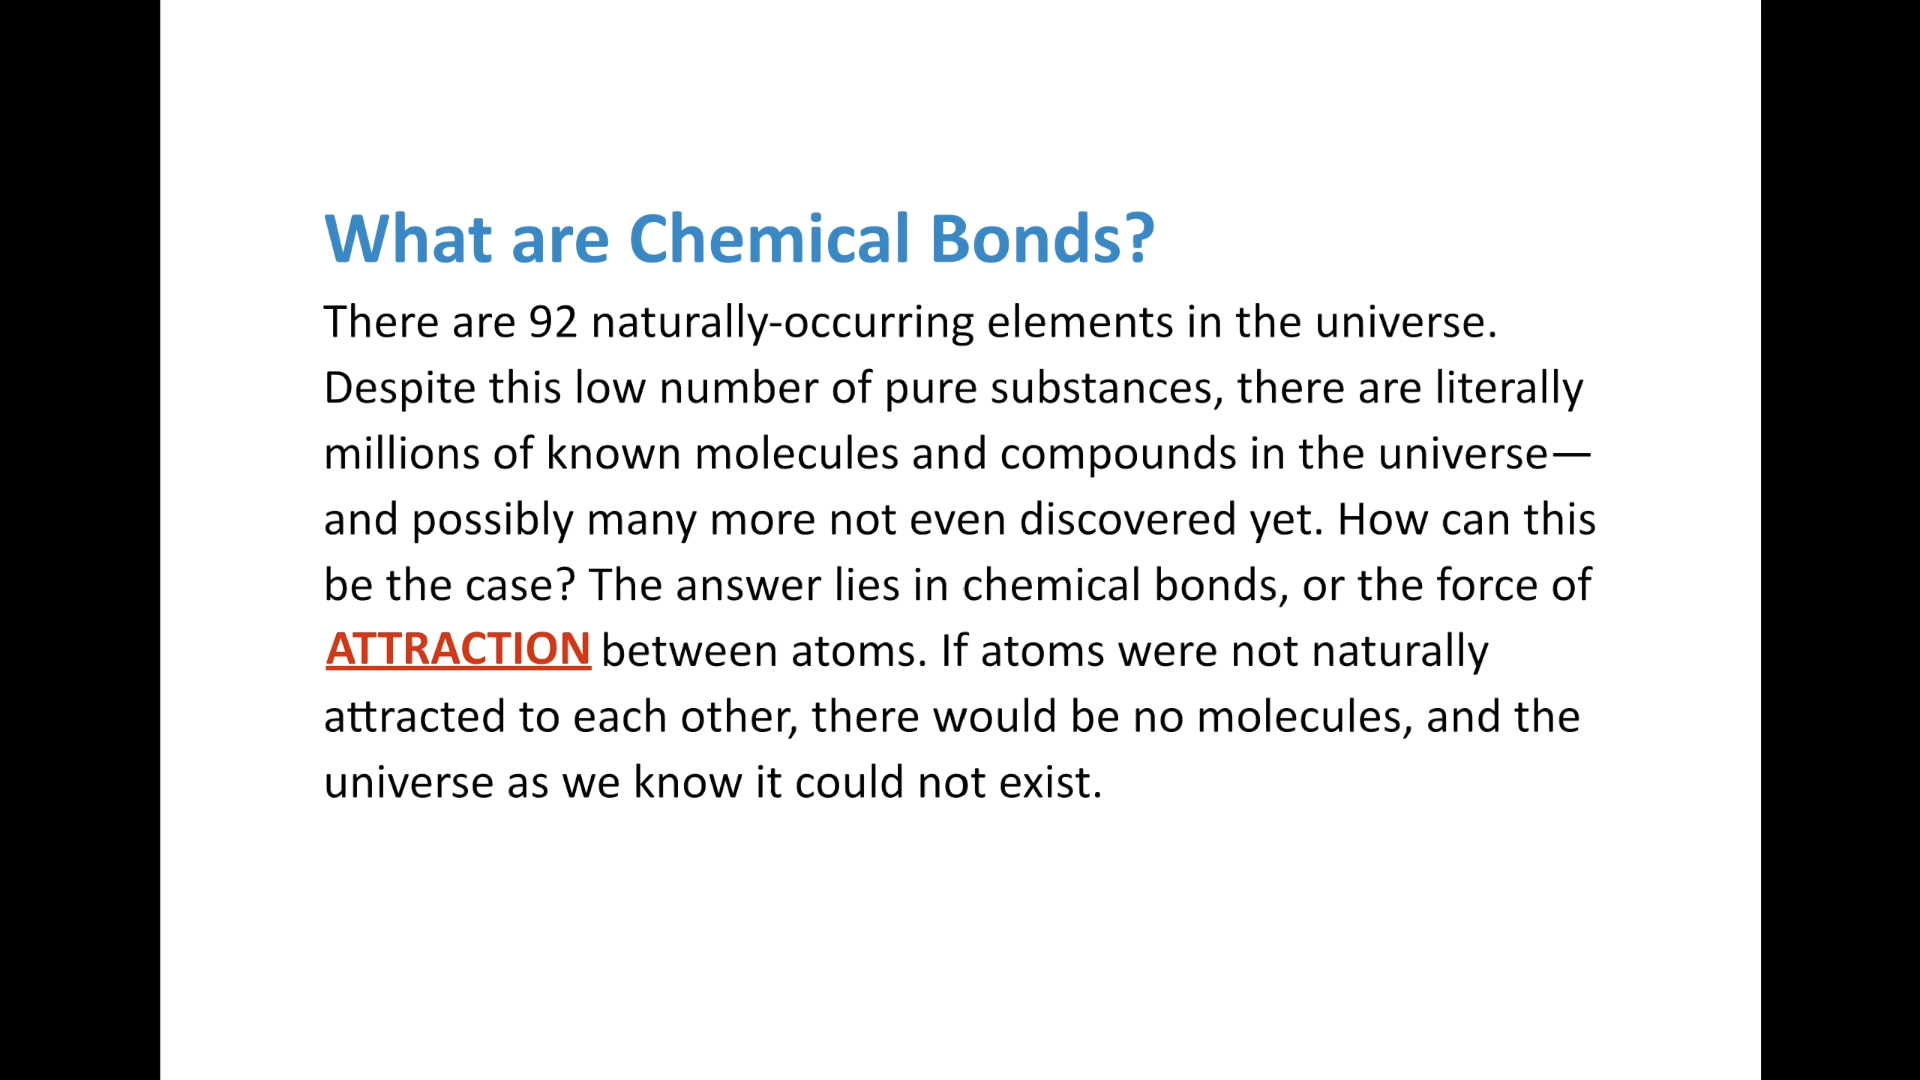 What are Chemical Bonds?
There are 92 naturally-occurring elements in the universe.
Despite this low number of pure substances, there are literally
millions of known molecules and compounds in the universe—
and possibly many more not even discovered yet. How can this
be the case? The answer lies in chemical bonds, or the force of
ATTRACTION between atoms. If atoms were not naturally
attracted to each other, there would be no molecules, and the
universe as we know it could not exist.